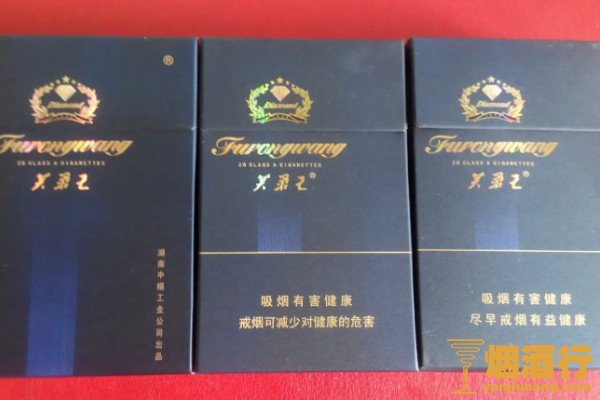 ®
Diamond
Furongwang
20 CLASS A CIGARETTES
芙蓉王
湖南中烟工业公司出品
Diamond
Furongwang
20 CLASS A CIGARETTES
芙蓉王®
吸烟有害健康
戒烟可减少对健康的危害
Diamond
Furongwang
20 CLASS A CIGARETTES
芙蓉王®
吸烟有害健康
尽早戒烟有益健康
烟酒行
yanjiuhang.com